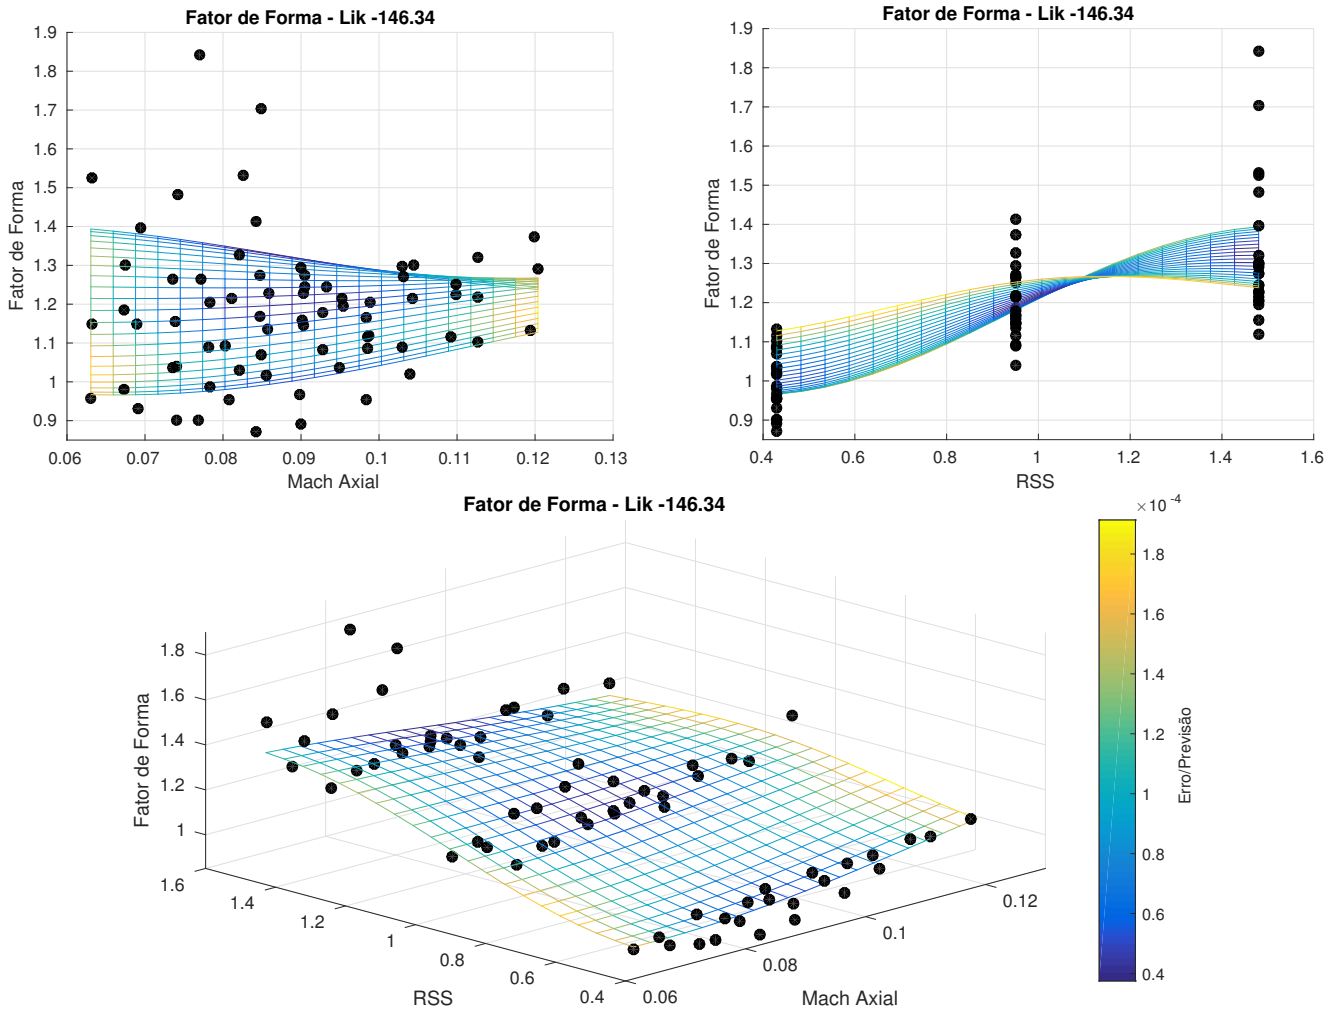 Fator de Forma - Lik -146.34
1.9
1.8
1.7
1.6
1.5
1.4
1.3
1.2
1.1
1
0.9
Fator de Forma
0.06 0.07 0.08 0.09 0.1 0.11 0.12 0.13
Mach Axial
Fator de Forma - Lik -146.34
1.9
1.8
1.7
1.6
1.5
1.4
1.3
1.2
1.1
1
0.9
Fator de Forma
0.4 0.6 0.8 1 1.2 1.4 1.6
RSS
Fator de Forma - Lik -146.34
1.8
1.6
1.4
1.2
1
Fator de Forma
1.6 1.4 1.2 1 0.8 0.6 0.4
RSS
0.06 0.08 0.1 0.12
Mach Axial
×10 -4
1.8
1.6
1.4
1.2
1
0.8
0.6
0.4
Erro/Previsão